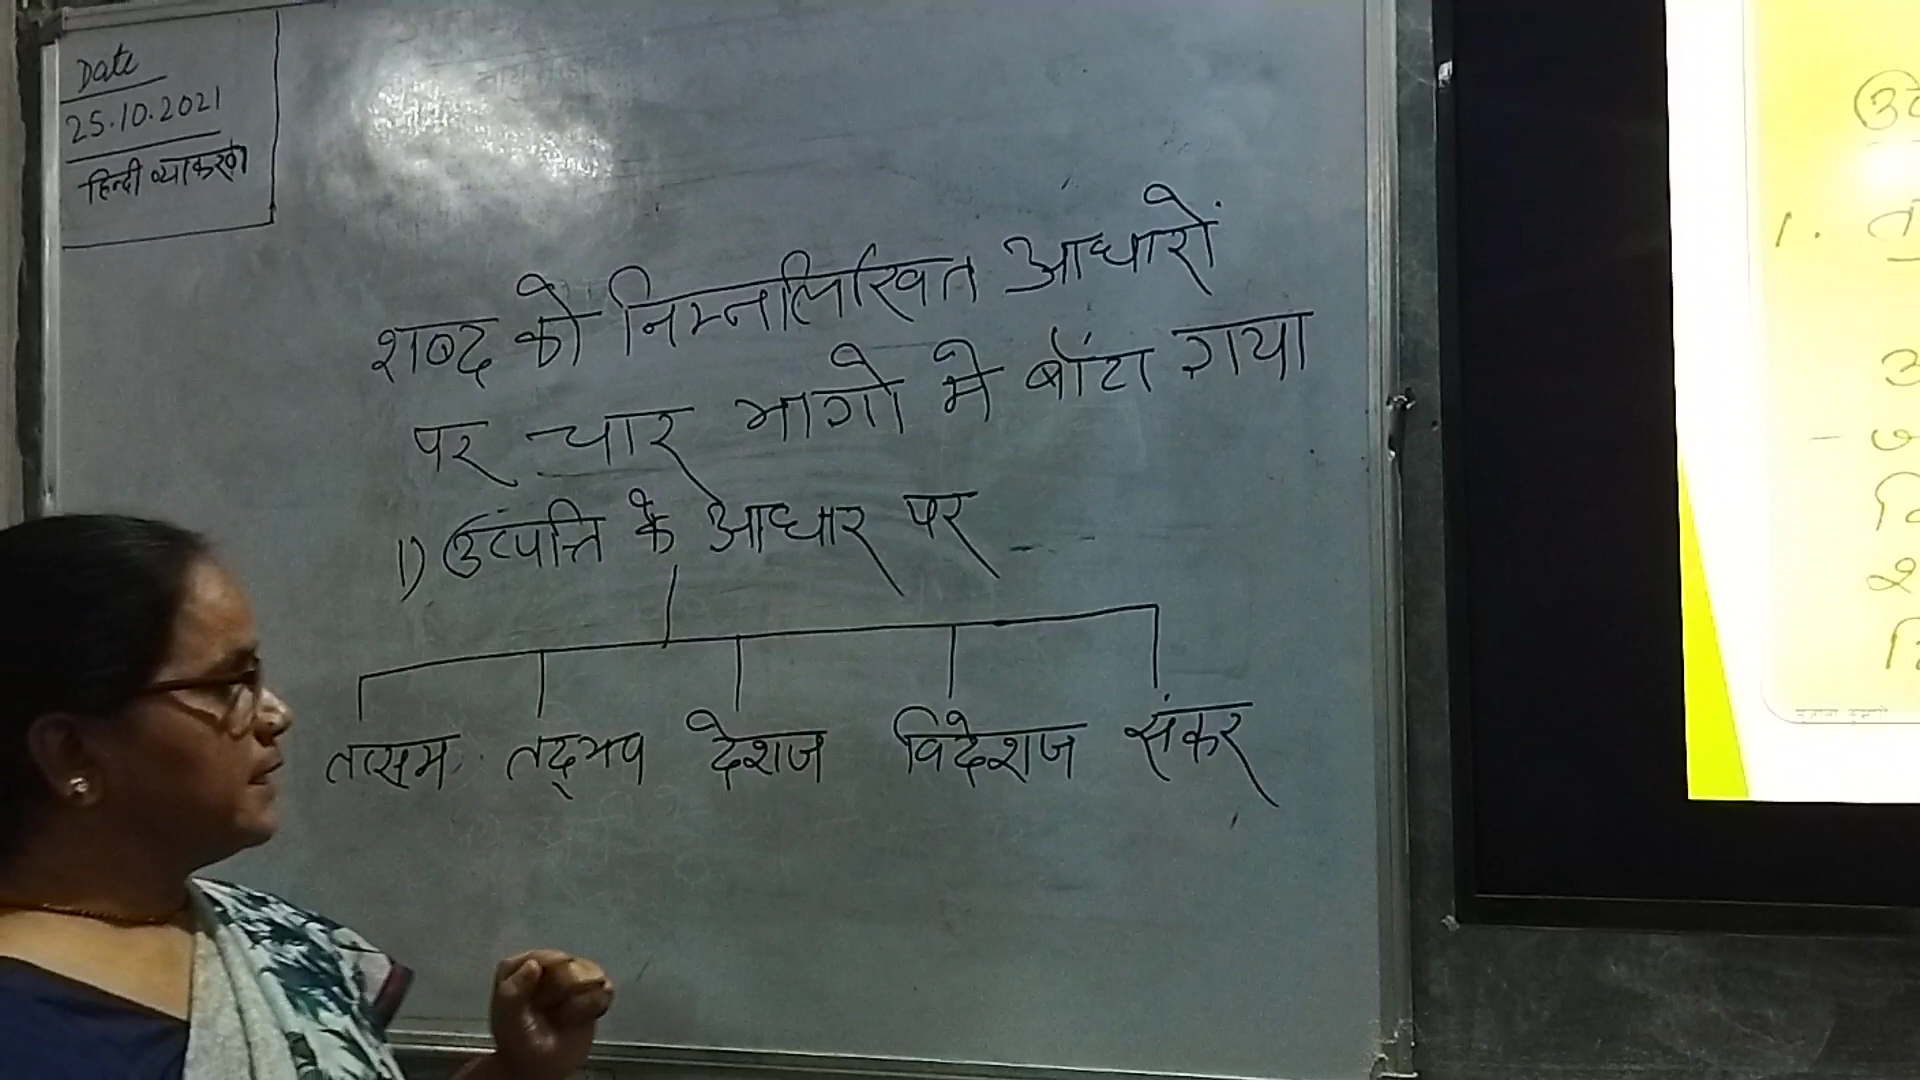 Date
25.10.2021
हिन्दी व्याकरण
शब्द को निम्नलिखित आधारों
पर चार भागो मे बाँटा गया
1) उत्पत्ति के आधार पर
तत्सम तद्भव देशज विदेशज संकर
1.